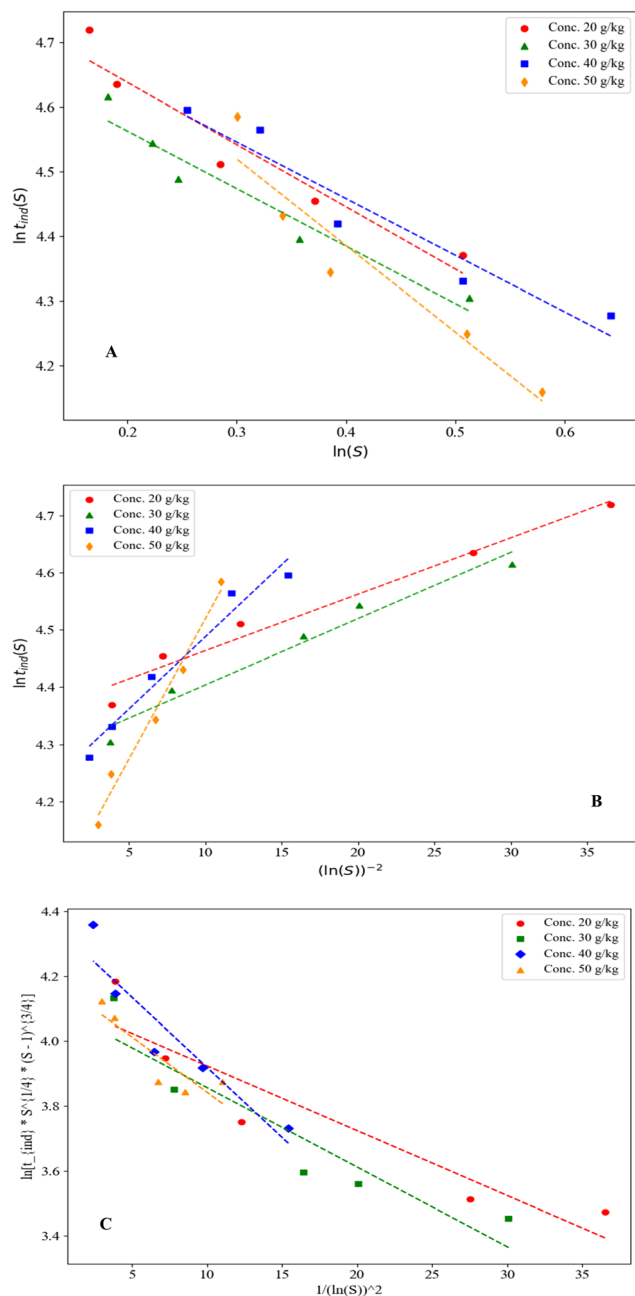 4.7
4.6
4.5
4.4
4.3
4.2
ln t_ind(S)
Conc. 20 g/kg
Conc. 30 g/kg
Conc. 40 g/kg
Conc. 50 g/kg
A
0.2 0.3 0.4 0.5 0.6
ln(S)
4.7
4.6
4.5
4.4
4.3
4.2
ln t_ind(S)
Conc. 20 g/kg
Conc. 30 g/kg
Conc. 40 g/kg
Conc. 50 g/kg
B
5 10 15 20 25 30 35
(ln(S))⁻²
4.4
4.2
4.0
3.8
3.6
3.4
ln[t_{ind} * S^{1/4} * (S - 1)^{3/4}]
Conc. 20 g/kg
Conc. 30 g/kg
Conc. 40 g/kg
Conc. 50 g/kg
C
5 10 15 20 25 30 35
1/(ln(S))^2